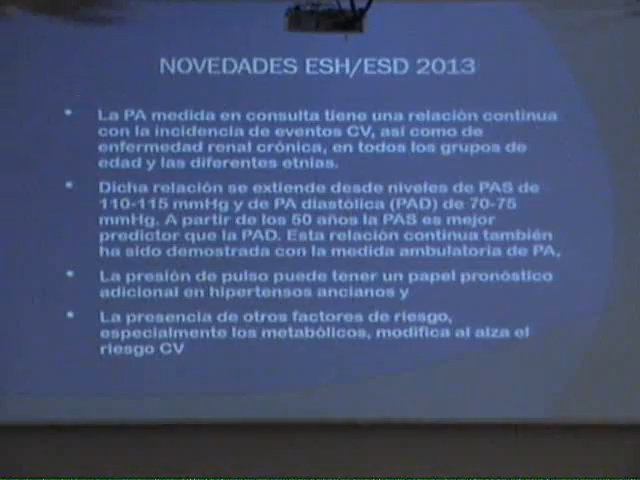 NOVEDADES ESH/ESD 2013
• La PA medida en consulta tiene una relación continua
con la incidencia de eventos CV, así como de
enfermedad renal crónica, en todos los grupos de
edad y las diferentes etnias.
• Dicha relación se extiende desde niveles de PAS de
110-115 mmHg y de PA diastólica (PAD) de 70-75
mmHg. A partir de los 50 años la PAS es mejor
predictor que la PAD. Esta relación continua también
ha sido demostrada con la medida ambulatoria de PA,
• La presión de pulso puede tener un papel pronóstico
adicional en hipertensos ancianos y
• La presencia de otros factores de riesgo,
especialmente los metabólicos, modifica al alza el
riesgo CV